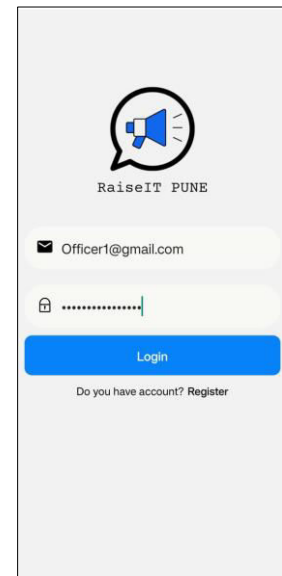 RaiseIT PUNE
Officer1@gmail.com
••••••••••••••••
Login
Do you have account? Register